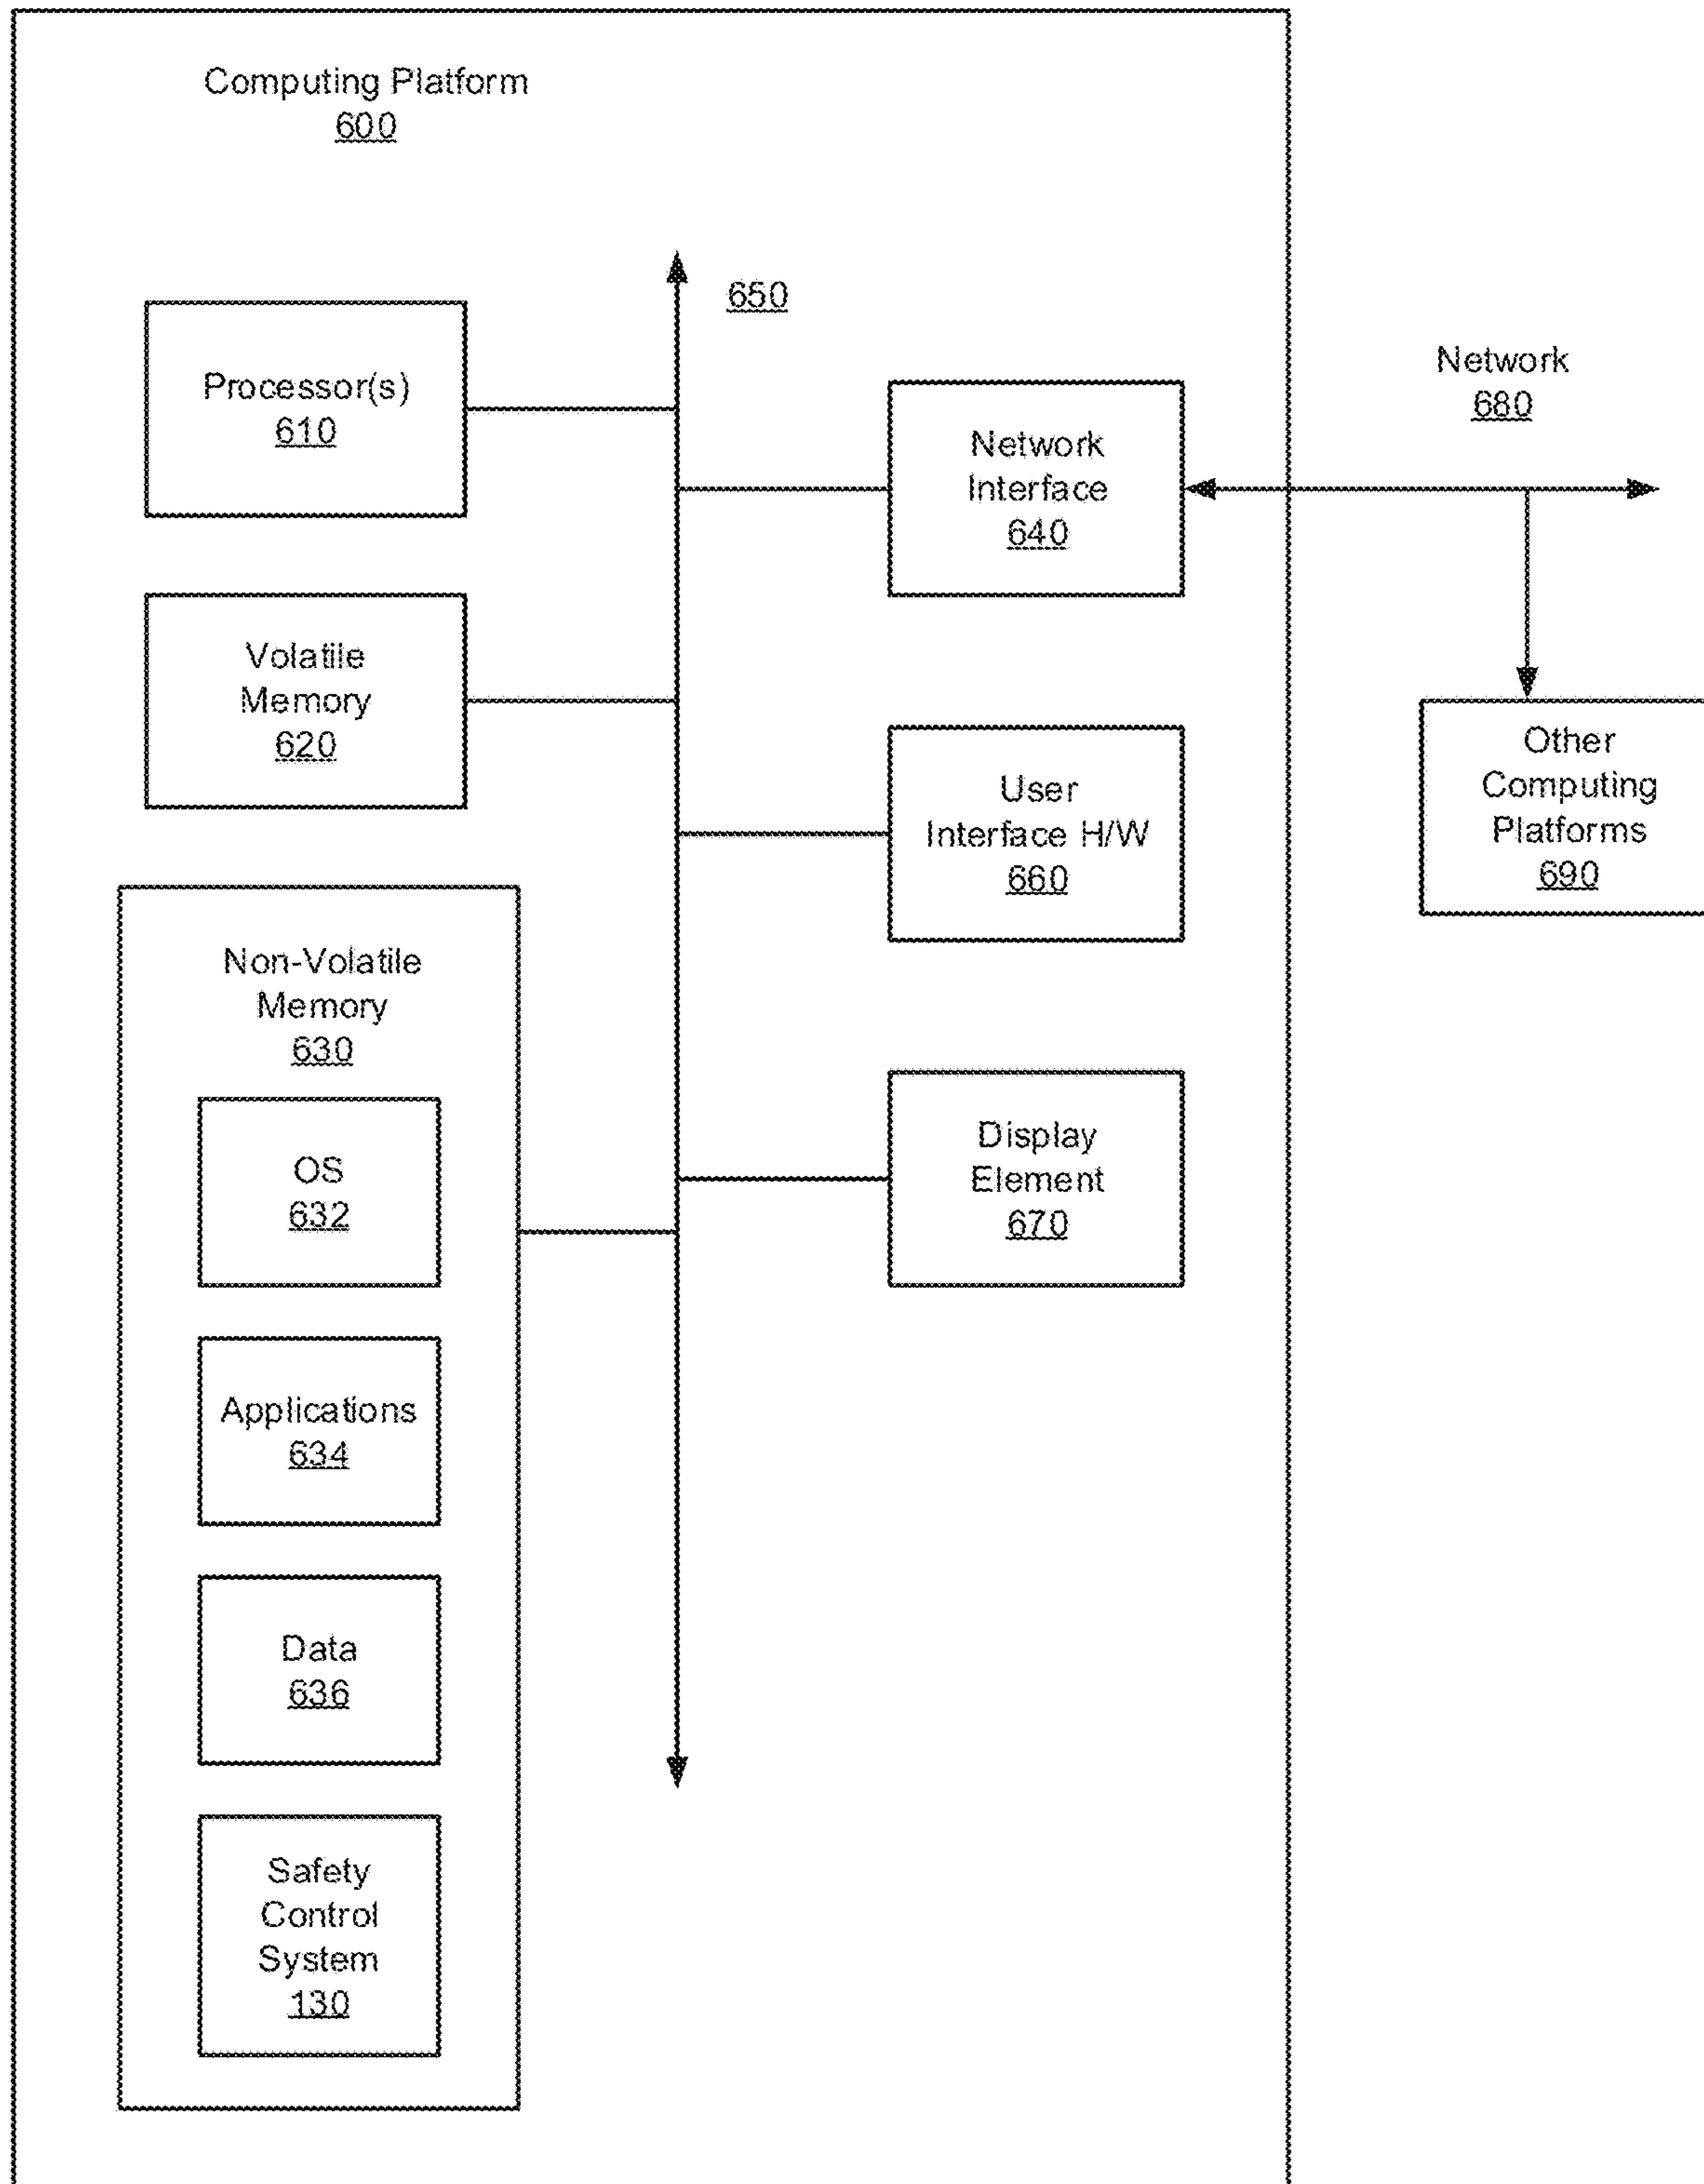 Computing Platform
600
650
Processor(s)
610
Network
Interface
640
Network
680
Volatile
Memory
620
User
Interface H/W
660
Other
Computing
Platforms
690
Non-Volatile
Memory
630
OS
632
Display
Element
670
Applications
634
Data
636
Safety
Control
System
130